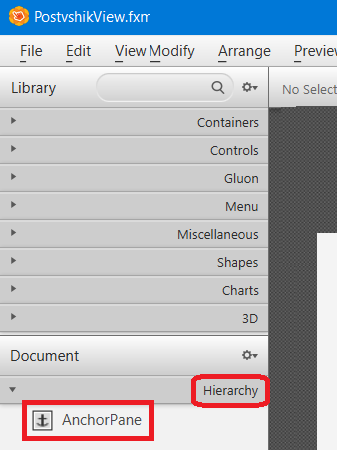 PostvshikView.fxm
File Edit View Modify Arrange Preview
Library
No Select
Containers
Controls
Gluon
Menu
Miscellaneous
Shapes
Charts
3D
Document
Hierarchy
AnchorPane